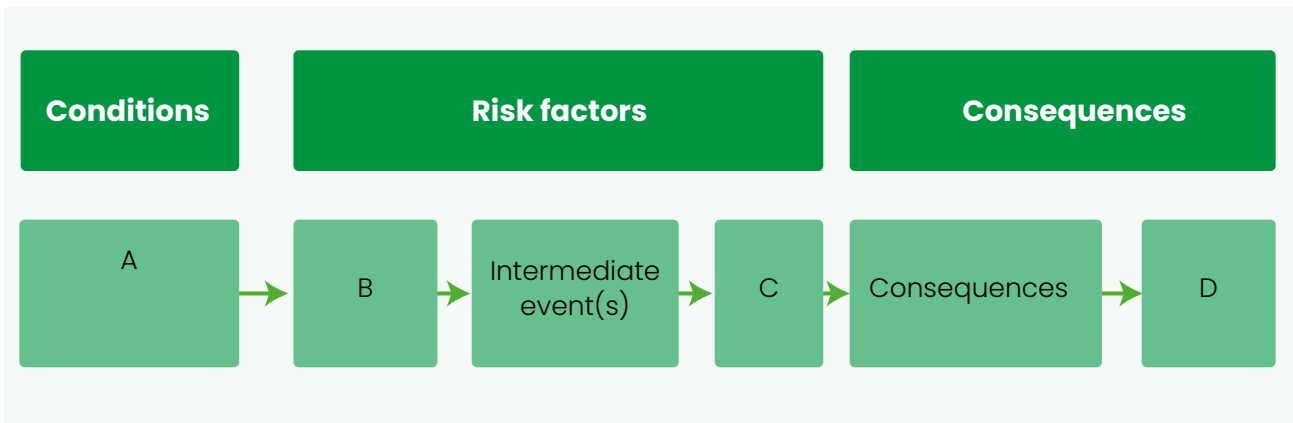 Conditions
Risk factors
Consequences
A
B
Intermediate
event(s)
C
Consequences
D